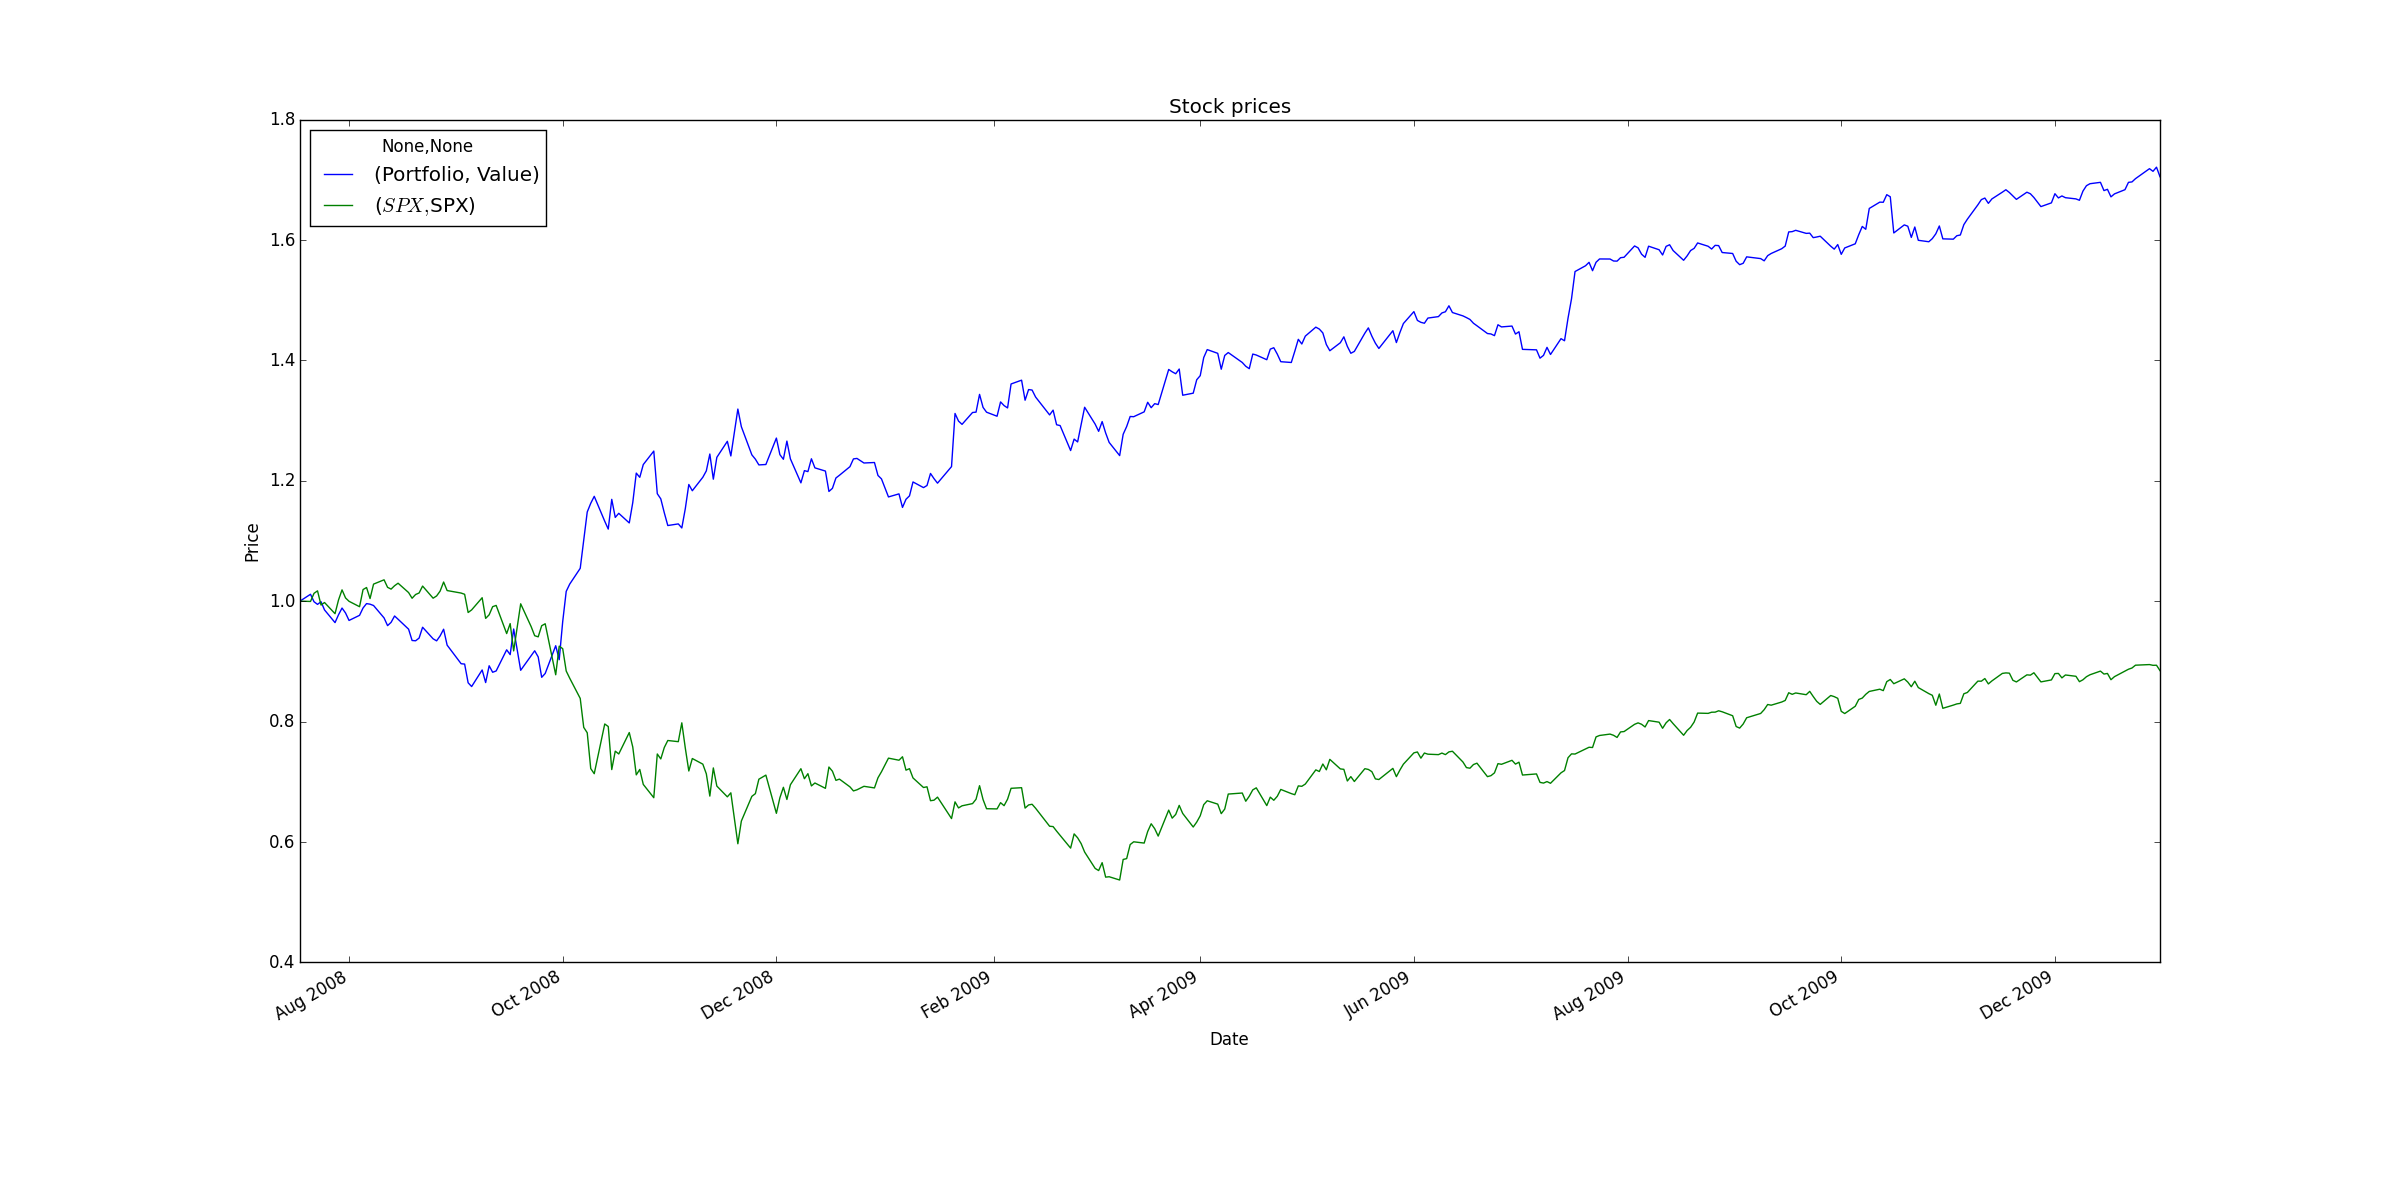 Stock prices
1.8
1.6
1.4
1.2
1.0
0.8
0.6
0.4
Price
None,None
(Portfolio, Value)
(SPX,SPX)
Aug 2008
Oct 2008
Dec 2008
Feb 2009
Apr 2009
Jun 2009
Aug 2009
Oct 2009
Dec 2009
Date